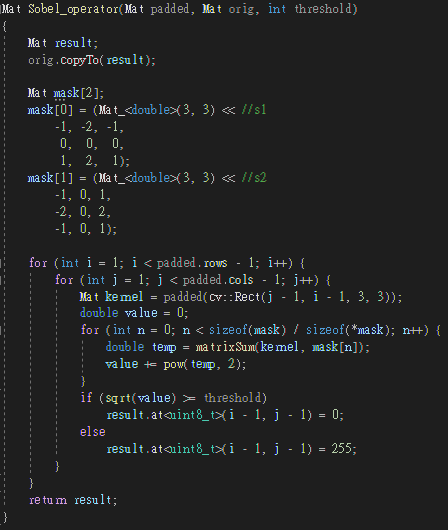 Mat Sobel_operator(Mat padded, Mat orig, int threshold)
{
    Mat result;
    orig.copyTo(result);

    Mat mask[2];
    mask[0] = (Mat_<double>(3, 3) << //s1
        -1, -2, -1,
         0,  0,  0,
         1,  2,  1);
    mask[1] = (Mat_<double>(3, 3) << //s2
        -1, 0, 1,
        -2, 0, 2,
        -1, 0, 1);

    for (int i = 1; i < padded.rows - 1; i++) {
        for (int j = 1; j < padded.cols - 1; j++) {
            Mat kernel = padded(cv::Rect(j - 1, i - 1, 3, 3));
            double value = 0;
            for (int n = 0; n < sizeof(mask) / sizeof(*mask); n++) {
                double temp = matrixSum(kernel, mask[n]);
                value += pow(temp, 2);
            }
            if (sqrt(value) >= threshold)
                result.at<uint8_t>(i - 1, j - 1) = 0;
            else
                result.at<uint8_t>(i - 1, j - 1) = 255;
        }
    }
    return result;
}